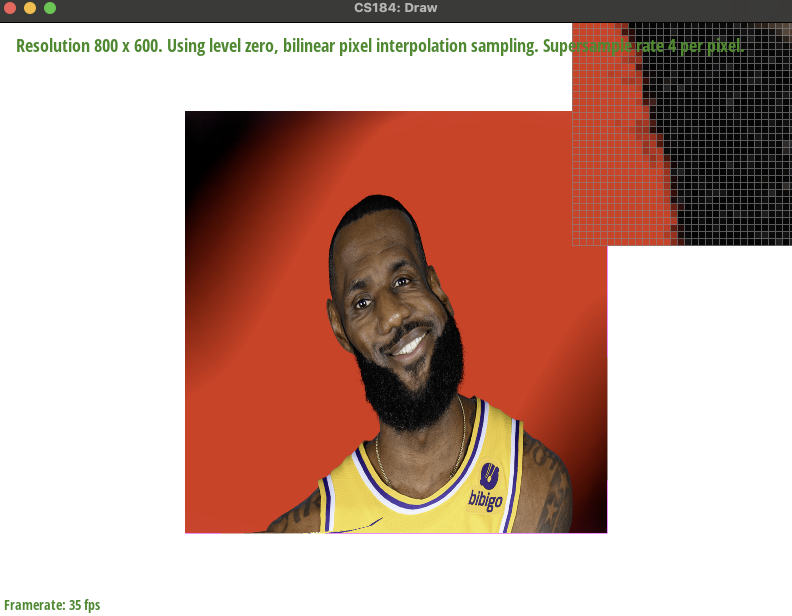 CS184: Draw
Resolution 800 x 600. Using level zero, bilinear pixel interpolation sampling. Supersample rate 4 per pixel.
bibigo
Framerate: 35 fps